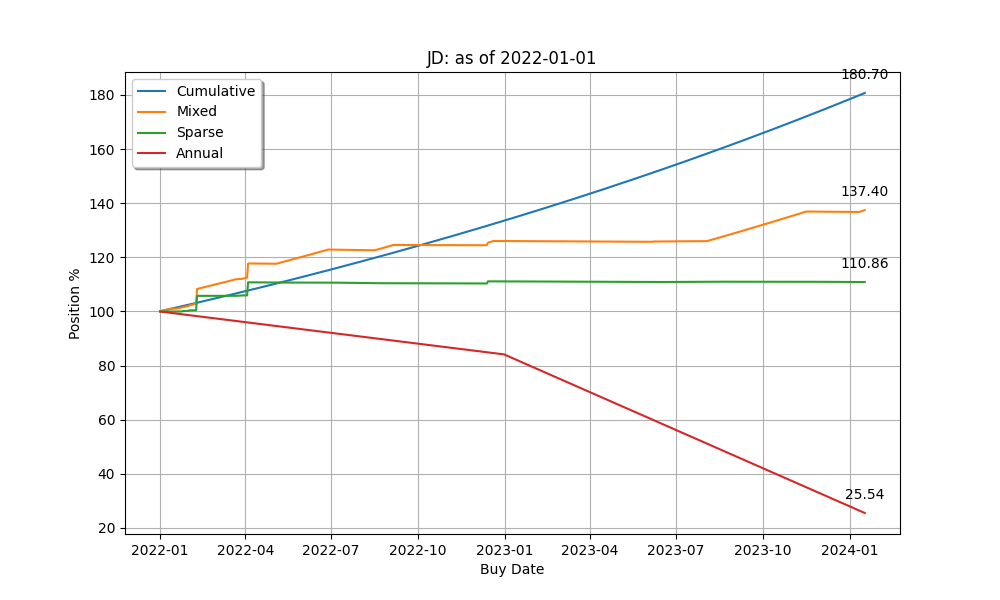 JD: as of 2022-01-01
180.70
Cumulative
Mixed
Sparse
Annual
137.40
110.86
25.54
180
160
140
120
100
80
60
40
20
Position %
2022-01 2022-04 2022-07 2022-10 2023-01 2023-04 2023-07 2023-10 2024-01
Buy Date